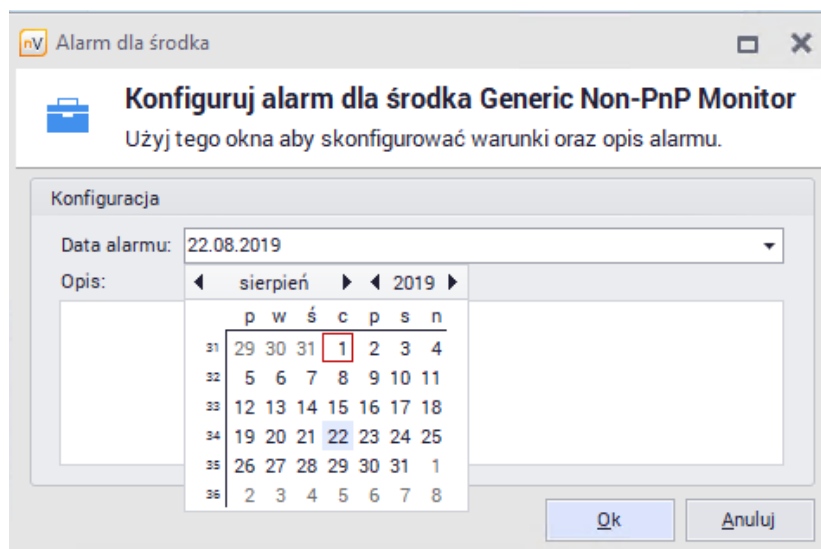 nV Alarm dla środka
Konfiguruj alarm dla środka Generic Non-PnP Monitor
Użyj tego okna aby skonfigurować warunki oraz opis alarmu.
Konfiguracja
Data alarmu: 22.08.2019
Opis:
sierpień 2019
p w ś c p s n
31 29 30 31 1 2 3 4
32 5 6 7 8 9 10 11
33 12 13 14 15 16 17 18
34 19 20 21 22 23 24 25
35 26 27 28 29 30 31 1
36 2 3 4 5 6 7 8
Ok Anuluj